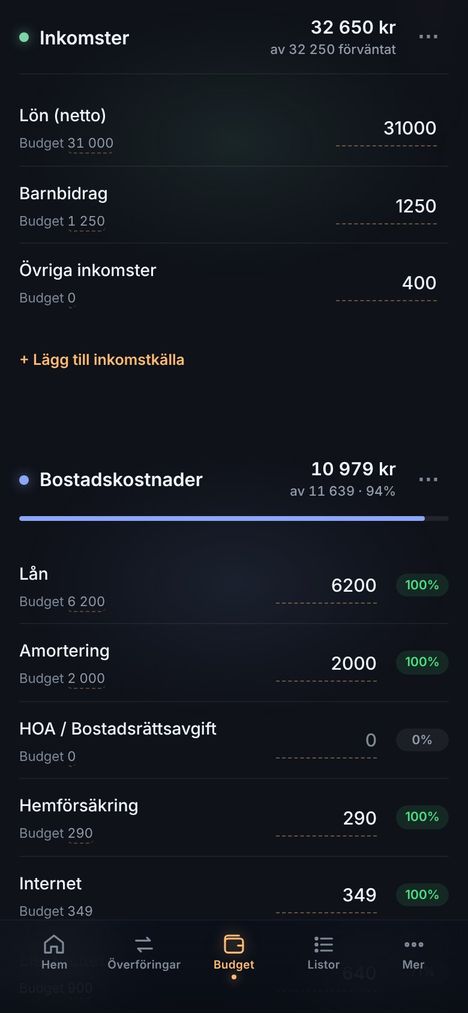 Inkomster
32 650 kr
av 32 250 förväntat
Lön (netto)
Budget 31 000
31000
Barnbidrag
Budget 1 250
1250
Övriga inkomster
Budget 0
400
+ Lägg till inkomstkälla
Bostadskostnader
10 979 kr
av 11 639 · 94%
Lån
Budget 6 200
6200
100%
Amortering
Budget 2 000
2000
100%
HOA / Bostadsrättsavgift
Budget 0
0
0%
Hemförsäkring
Budget 290
290
100%
Internet
Budget 349
349
100%
640
Budget 900
Hem
Överföringar
Budget
Listor
Mer